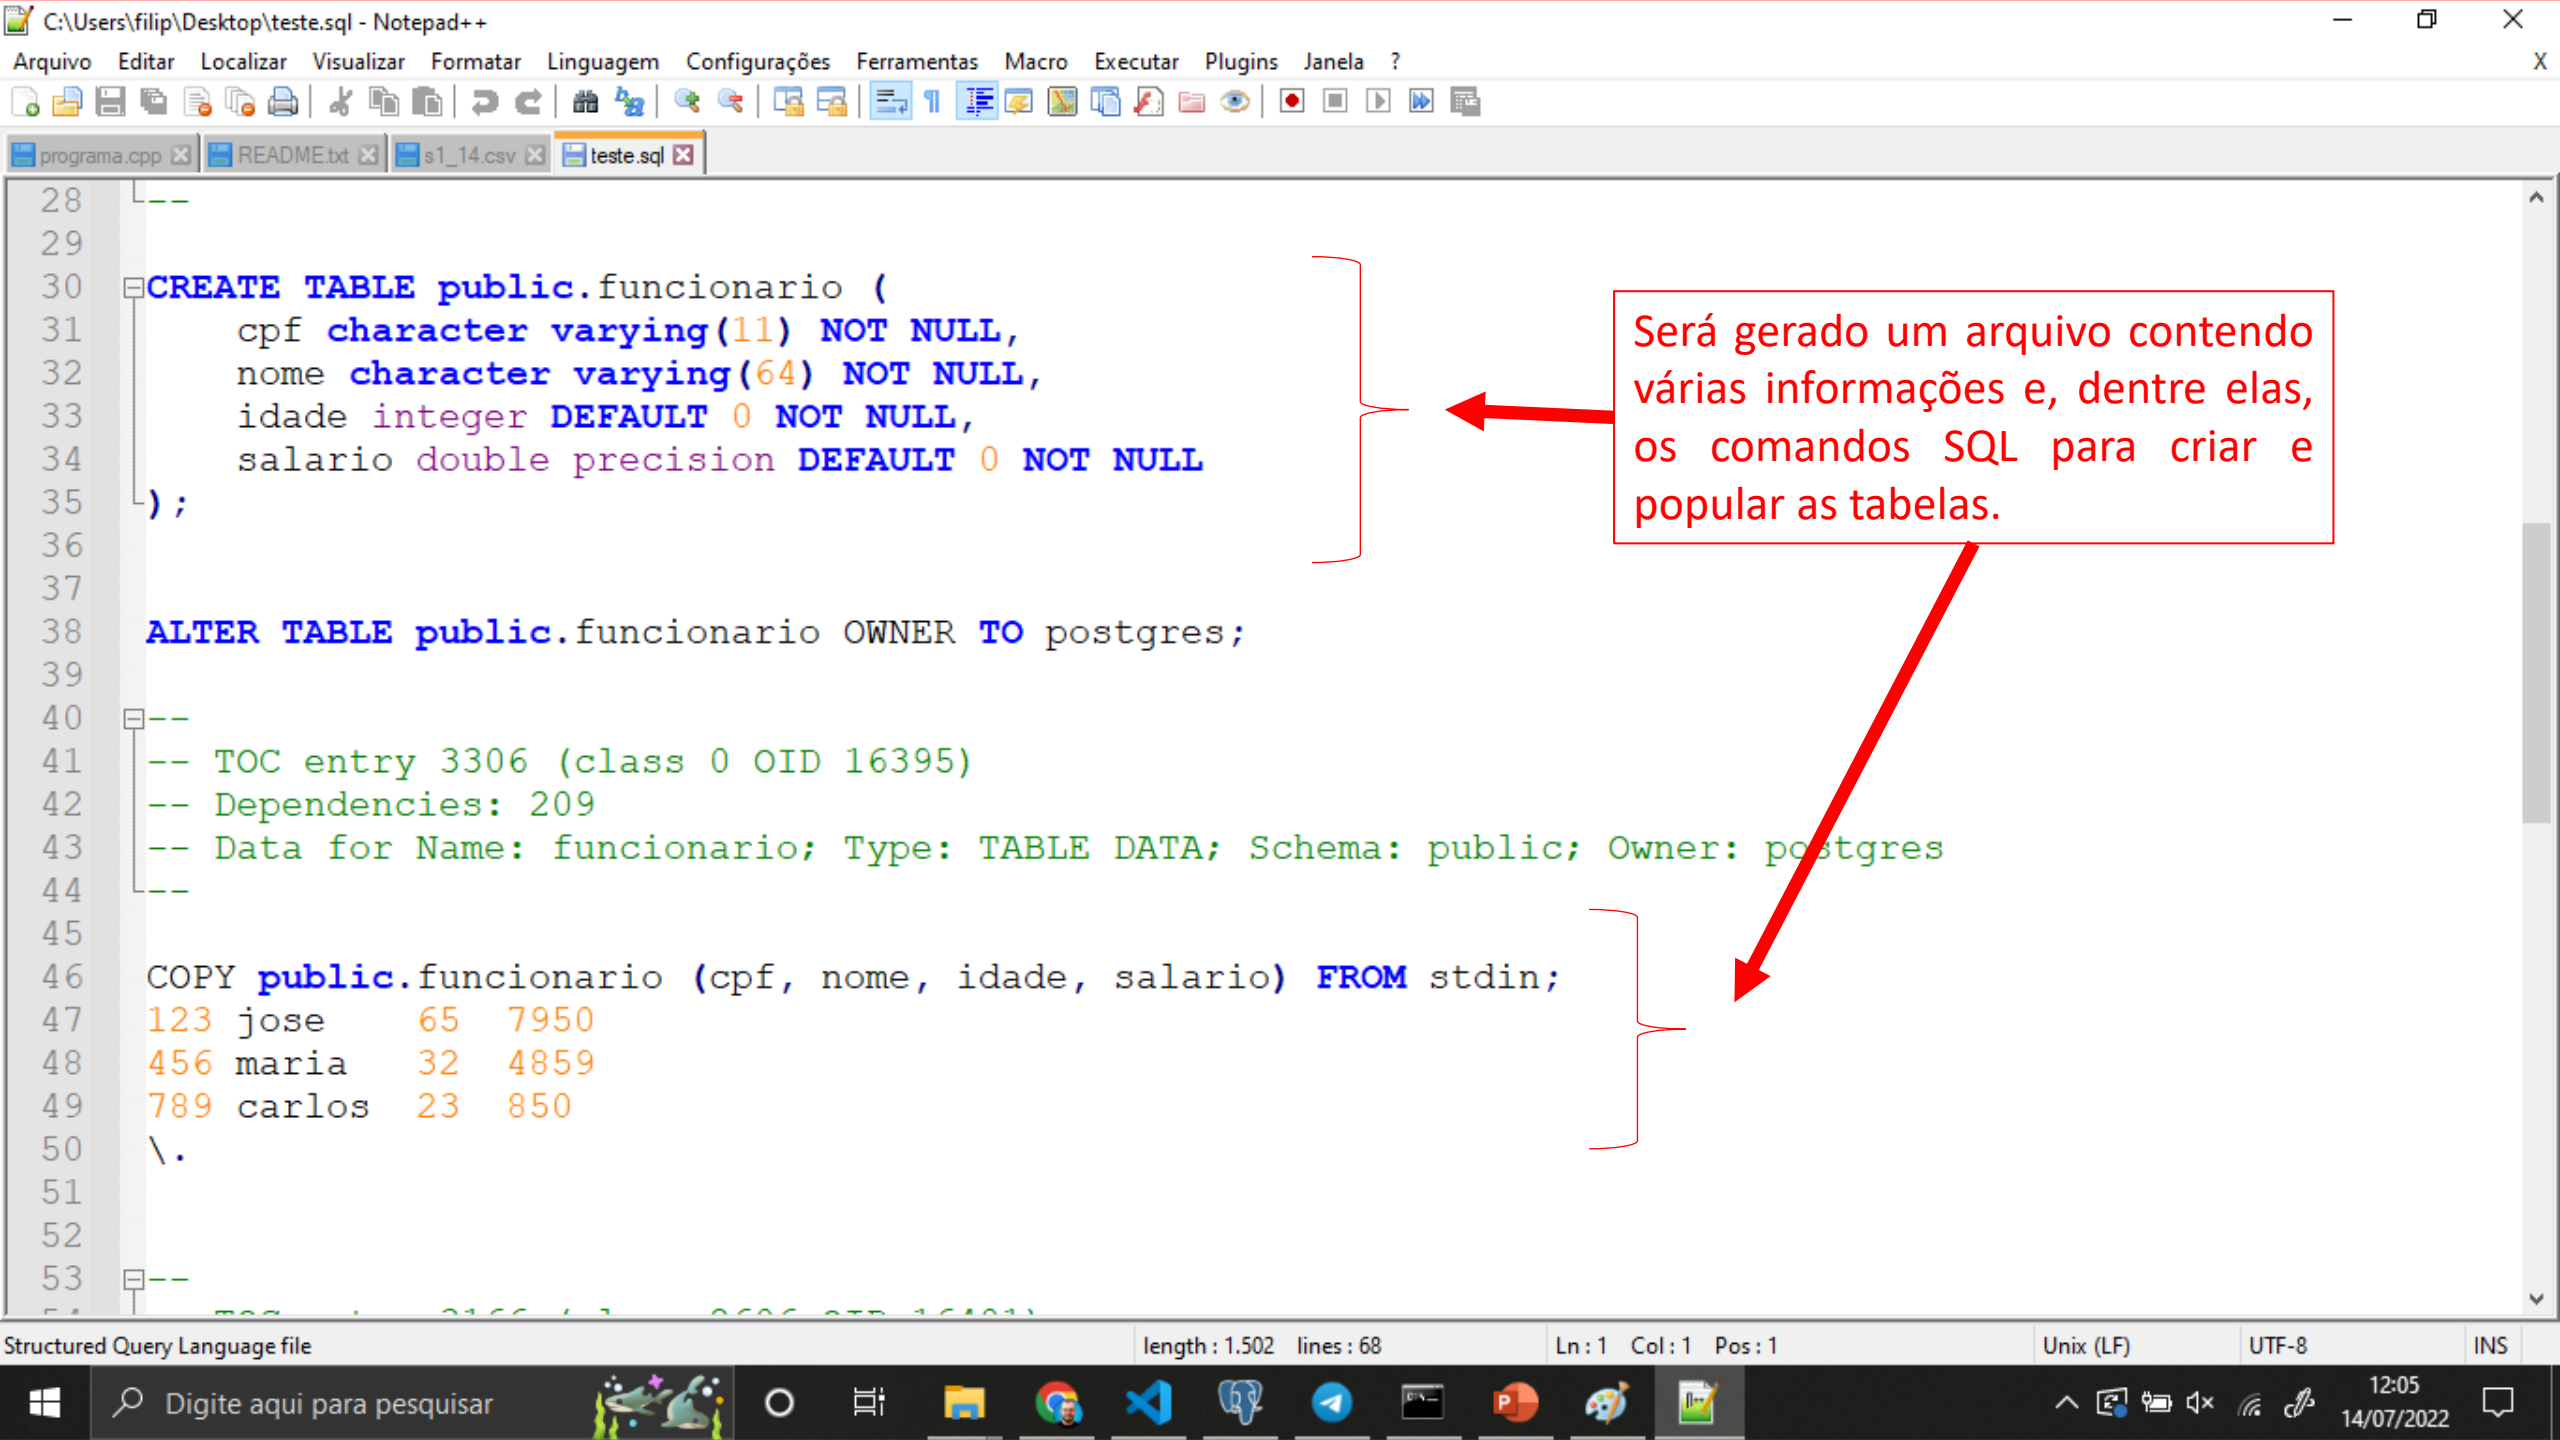 C:\Users\filip\Desktop\teste.sql - Notepad++
Arquivo Editar Localizar Visualizar Formatar Linguagem Configurações Ferramentas Macro Executar Plugins Janela ? X
programa.cpp README.txt s1_14.csv teste.sql
28 --
29
30 CREATE TABLE public.funcionario (
31 cpf character varying(11) NOT NULL,
32 nome character varying(64) NOT NULL,
33 idade integer DEFAULT 0 NOT NULL,
34 salario double precision DEFAULT 0 NOT NULL
35 );
36
37
38 ALTER TABLE public.funcionario OWNER TO postgres;
39
40 --
41 -- TOC entry 3306 (class 0 OID 16395)
42 -- Dependencies: 209
43 -- Data for Name: funcionario; Type: TABLE DATA; Schema: public; Owner: postgres
44 --
45
46 COPY public.funcionario (cpf, nome, idade, salario) FROM stdin;
47 123 jose 65 7950
48 456 maria 32 4859
49 789 carlos 23 850
50 \.
51
52
53 --
Será gerado um arquivo contendo
várias informações e, dentre elas,
os comandos SQL para criar e
popular as tabelas.
Structured Query Language file length : 1.502 lines : 68 Ln : 1 Col : 1 Pos : 1 Unix (LF) UTF-8 INS
Digite aqui para pesquisar
12:05
14/07/2022